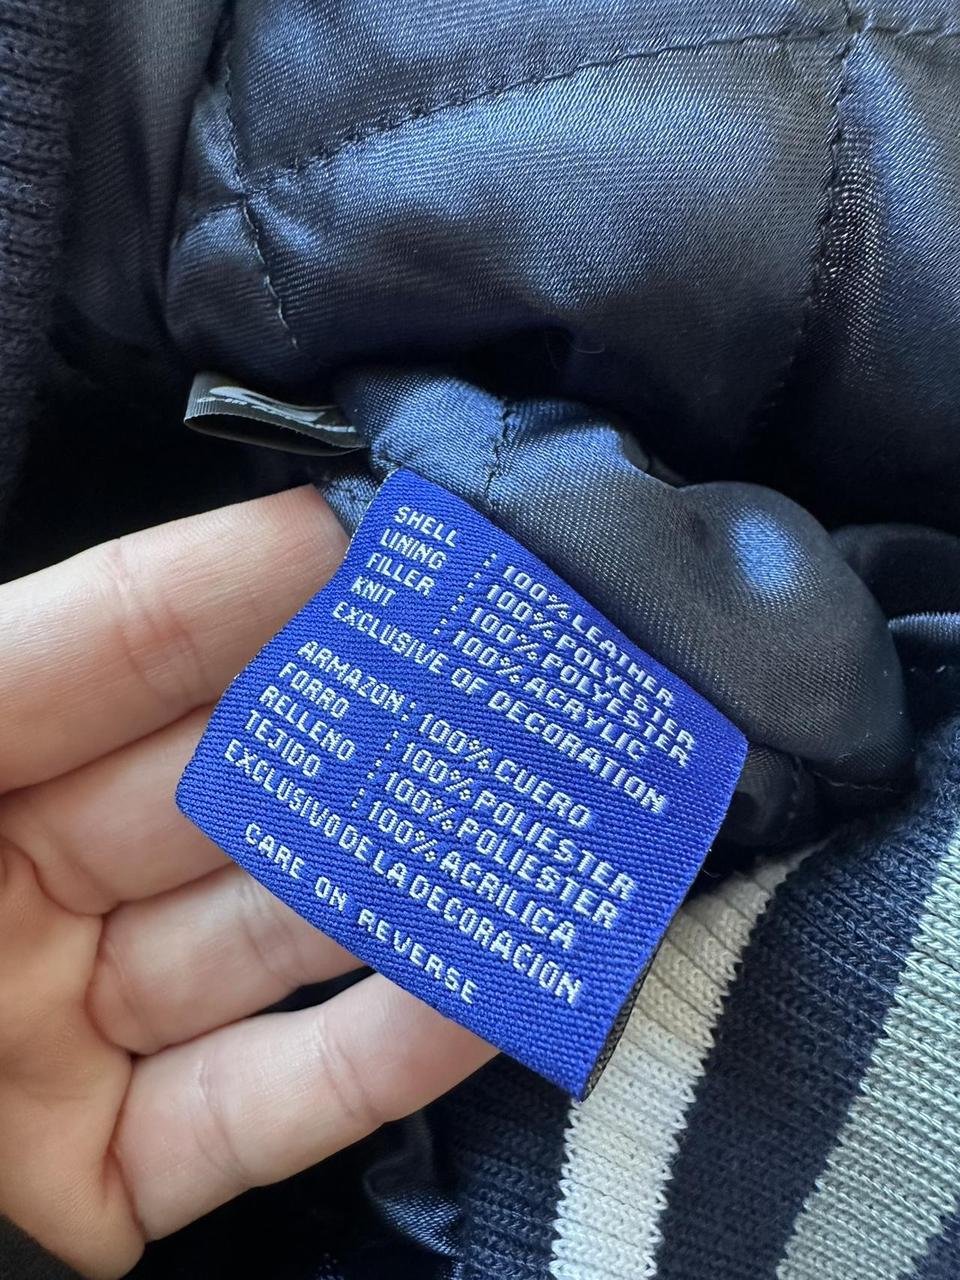 SHELL : 100% LEATHER
LINING : 100% POLYESTER
FILLER : 100% POLYESTER
KNIT : 100% ACRYLIC
EXCLUSIVE OF DECORATION
ARMAZON : 100% CUERO
FORRO : 100% POLIESTER
RELLENO : 100% POLIESTER
TEJIDO : 100% ACRILICA
EXCLUSIVO DE LA DECORACION
CARE ON REVERSE